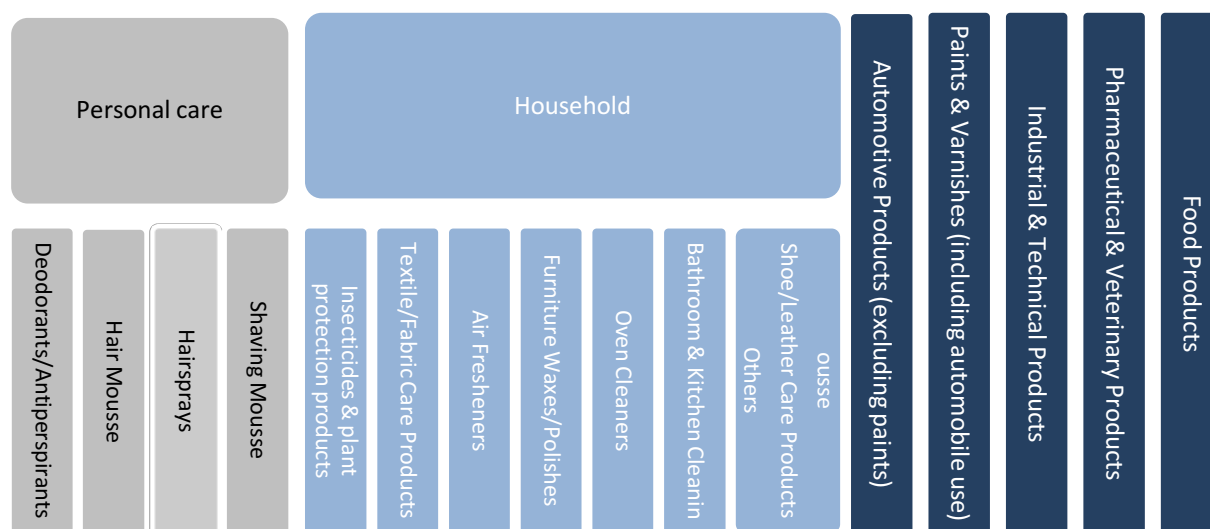 Personal care
Household
Deodorants/Antiperspirants
Hair Mousse
Hairsprays
Shaving Mousse
Insecticides & plant
protection products
Textile/Fabric Care Products
Air Fresheners
Furniture Waxes/Polishes
Oven Cleaners
Bathroom & Kitchen Cleanin
ousse
Shoe/Leather Care Products
Others
Automotive Products (excluding paints)
Paints & Varnishes (including automobile use)
Industrial & Technical Products
Pharmaceutical & Veterinary Products
Food Products